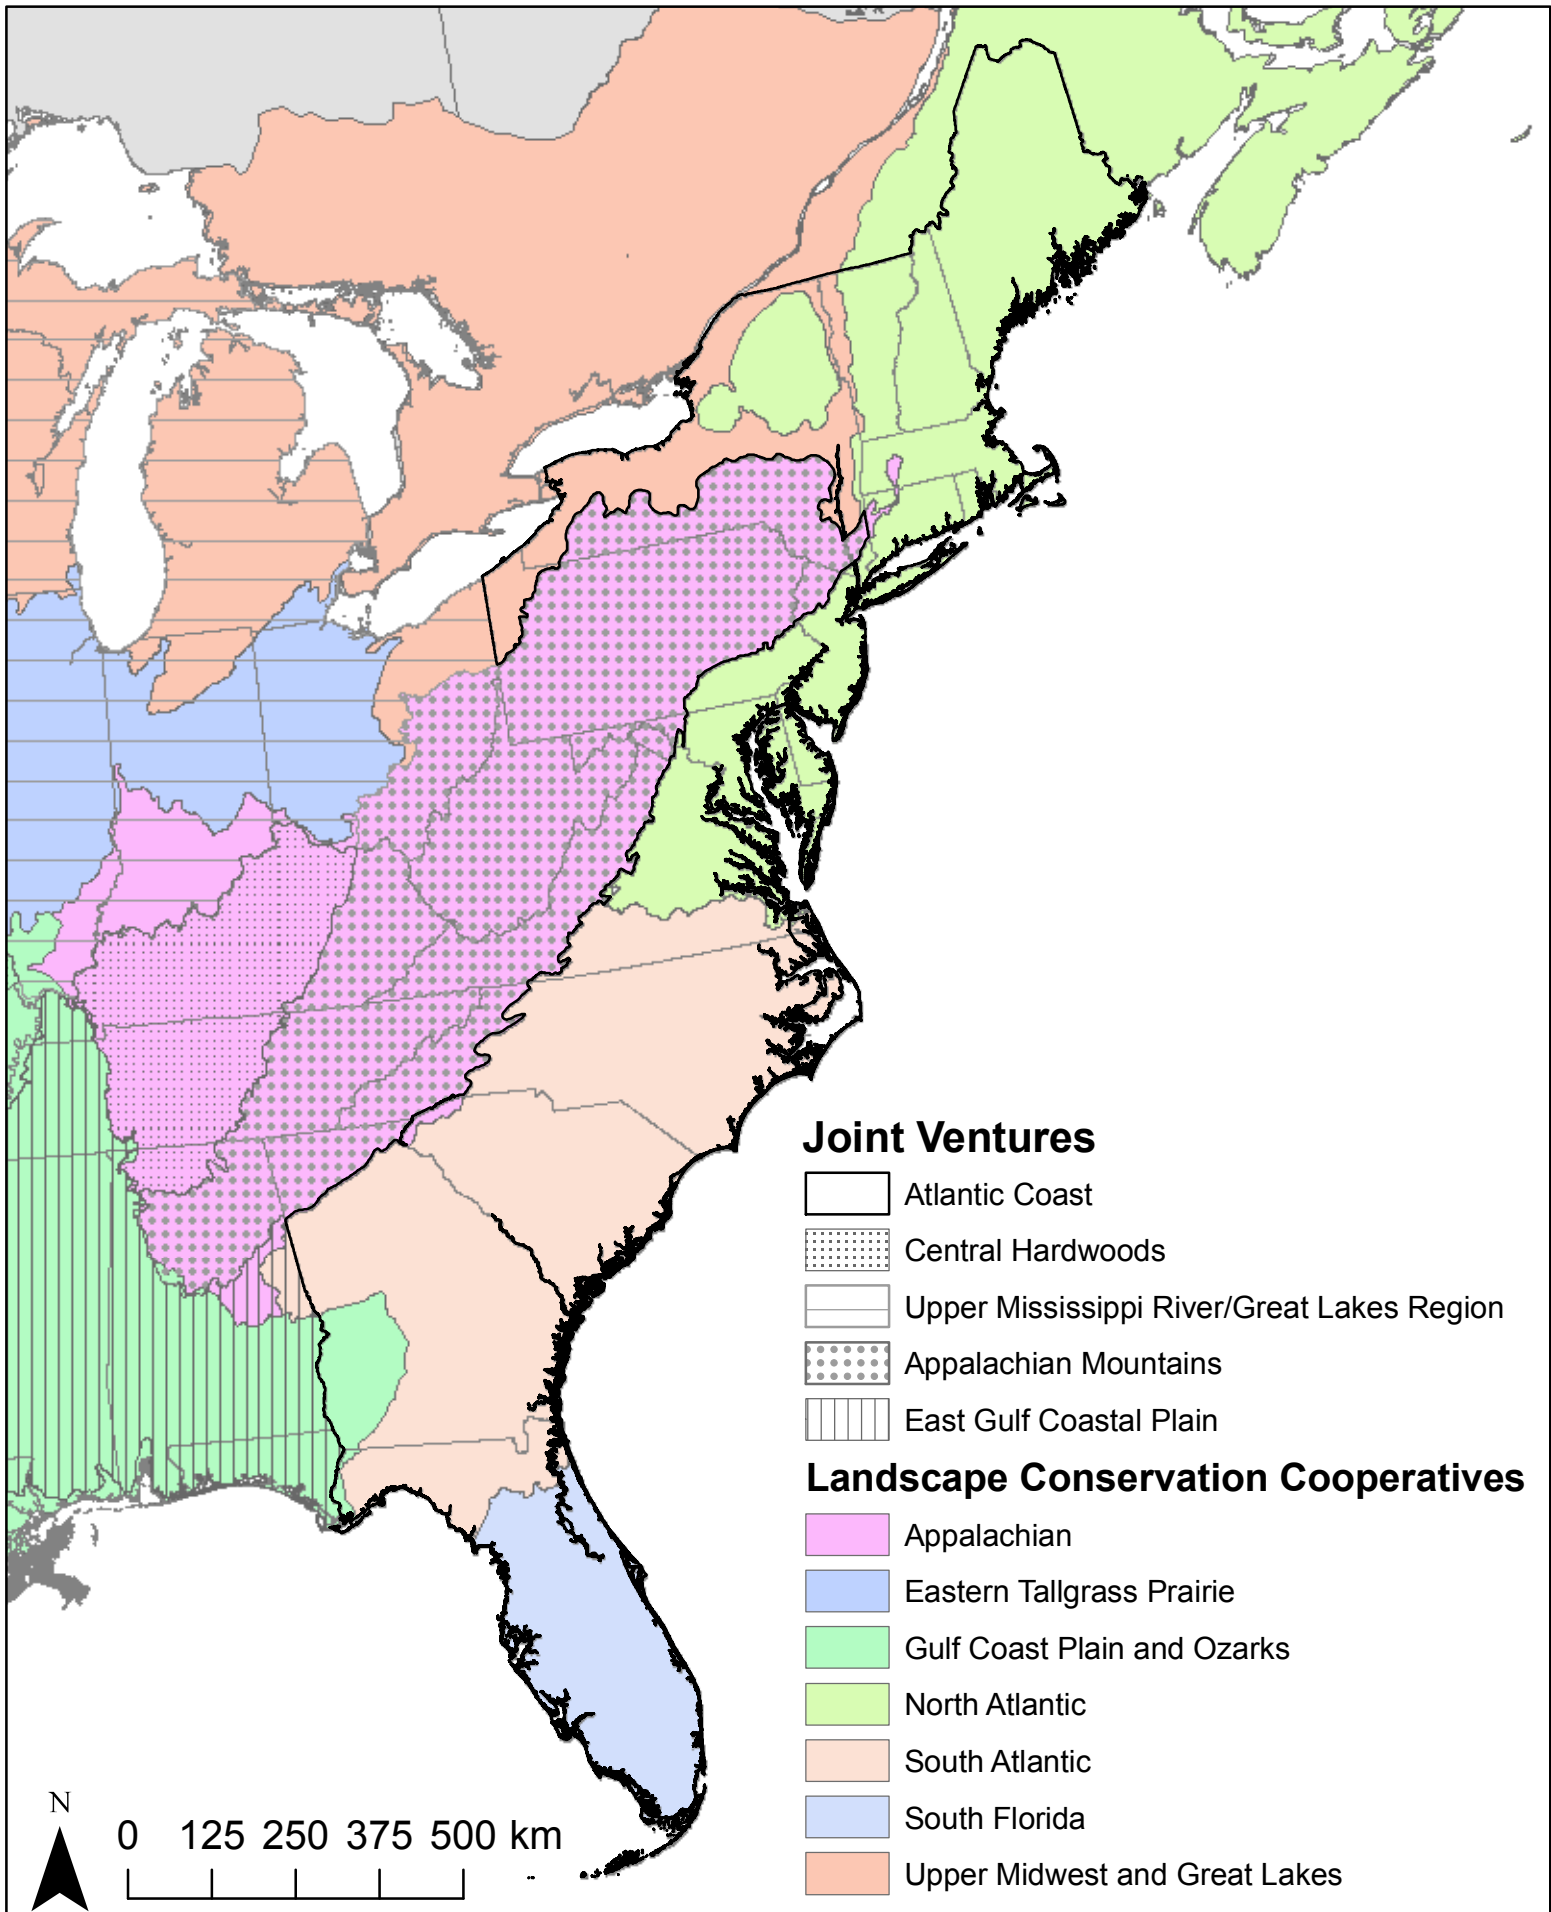 Joint Ventures
Atlantic Coast
Central Hardwoods
Upper Mississippi River/Great Lakes Region
Appalachian Mountains
East Gulf Coastal Plain
Landscape Conservation Cooperatives
Appalachian
Eastern Tallgrass Prairie
Gulf Coast Plain and Ozarks
North Atlantic
South Atlantic
South Florida
Upper Midwest and Great Lakes
N
0 125 250 375 500 km